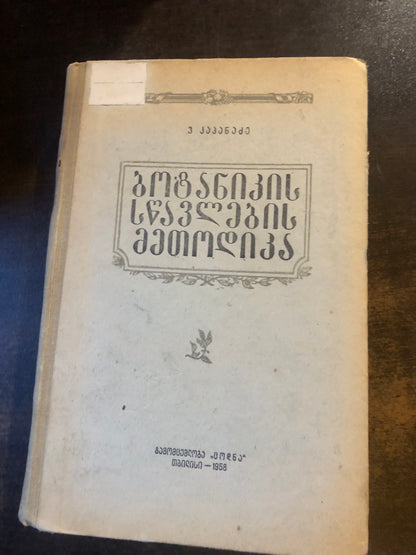 ვ კაპანაძე
ბოტანიკის
სწავლების
მეთოდიკა
გამომცემლობა „ცოდნა“
თბილისი — 1958